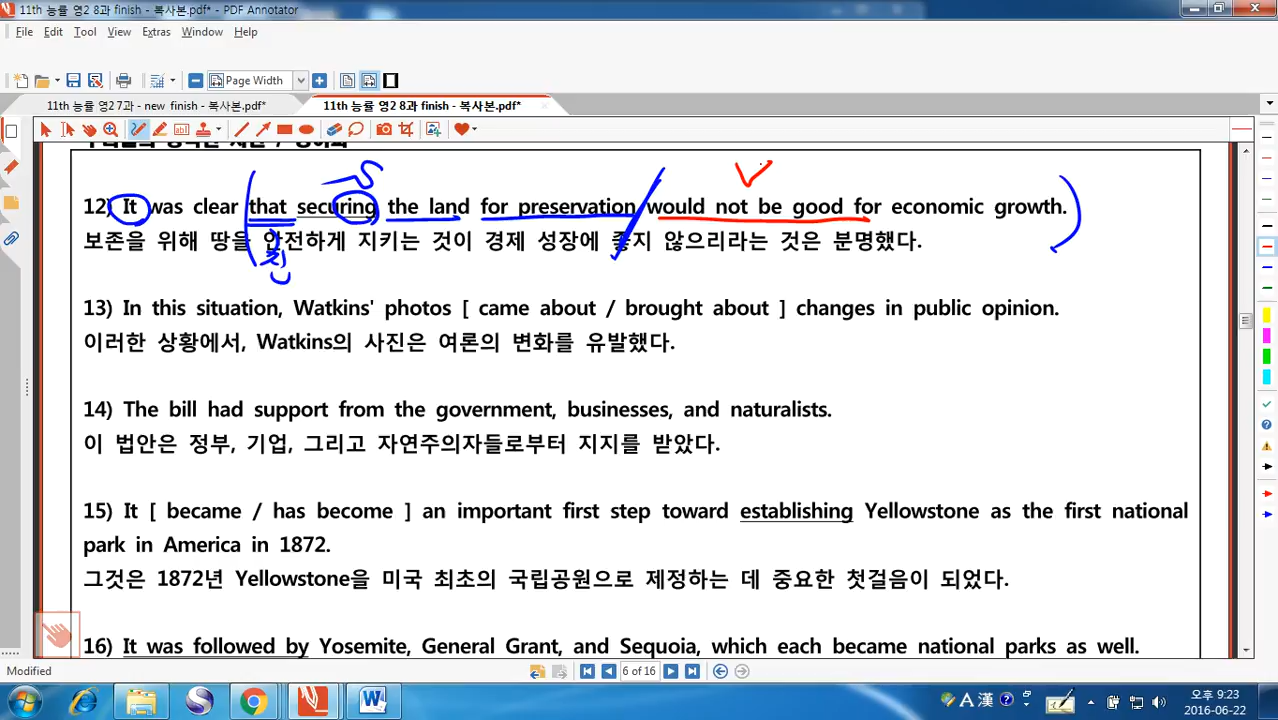 11th 능률 영2 8과 finish - 복사본.pdf* - PDF Annotator
File Edit Tool View Extras Window Help
Page Width
11th 능률 영2 7과 - new finish - 복사본.pdf*
11th 능률 영2 8과 finish - 복사본.pdf*
S V
12) It was clear that securing the land for preservation would not be good for economic growth.
보존을 위해 땅을 안전하게 지키는 것이 경제 성장에 좋지 않으리라는 것은 분명했다.
13) In this situation, Watkins' photos [ came about / brought about ] changes in public opinion.
이러한 상황에서, Watkins의 사진은 여론의 변화를 유발했다.
14) The bill had support from the government, businesses, and naturalists.
이 법안은 정부, 기업, 그리고 자연주의자들로부터 지지를 받았다.
15) It [ became / has become ] an important first step toward establishing Yellowstone as the first national
park in America in 1872.
그것은 1872년 Yellowstone을 미국 최초의 국립공원으로 제정하는 데 중요한 첫걸음이 되었다.
16) It was followed by Yosemite, General Grant, and Sequoia, which each became national parks as well.
Modified
6 of 16
A 漢
오후 9:23
2016-06-22